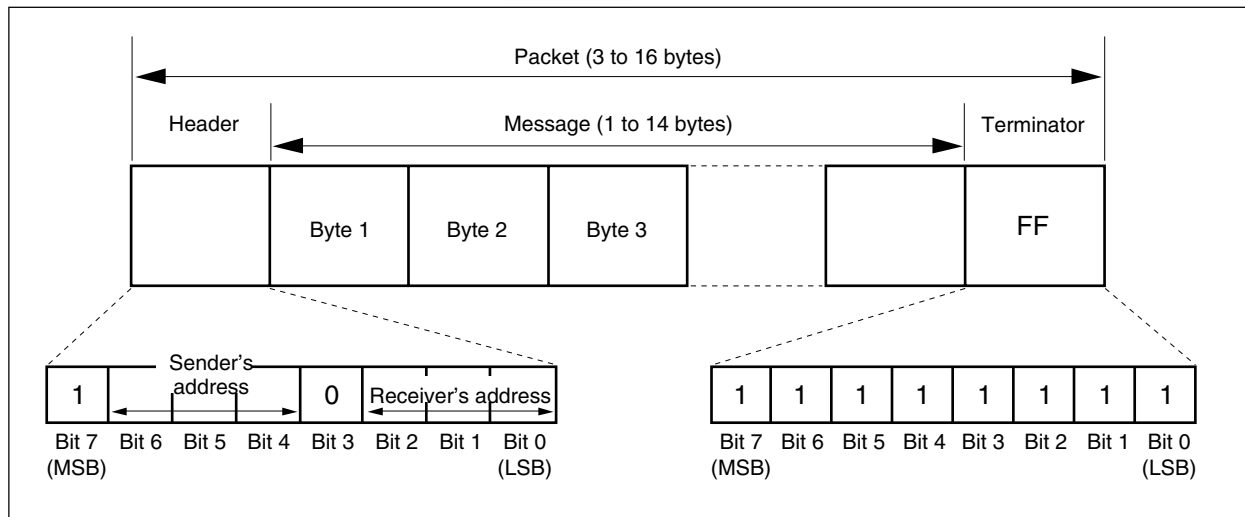 Packet (3 to 16 bytes)
Header
Message (1 to 14 bytes)
Terminator
Byte 1
Byte 2
Byte 3
FF
Sender's
address
1
0
Receiver's address
Bit 7
(MSB)
Bit 6
Bit 5
Bit 4
Bit 3
Bit 2
Bit 1
Bit 0
(LSB)
1 1 1 1 1 1 1 1
Bit 7
(MSB)
Bit 6
Bit 5
Bit 4
Bit 3
Bit 2
Bit 1
Bit 0
(LSB)